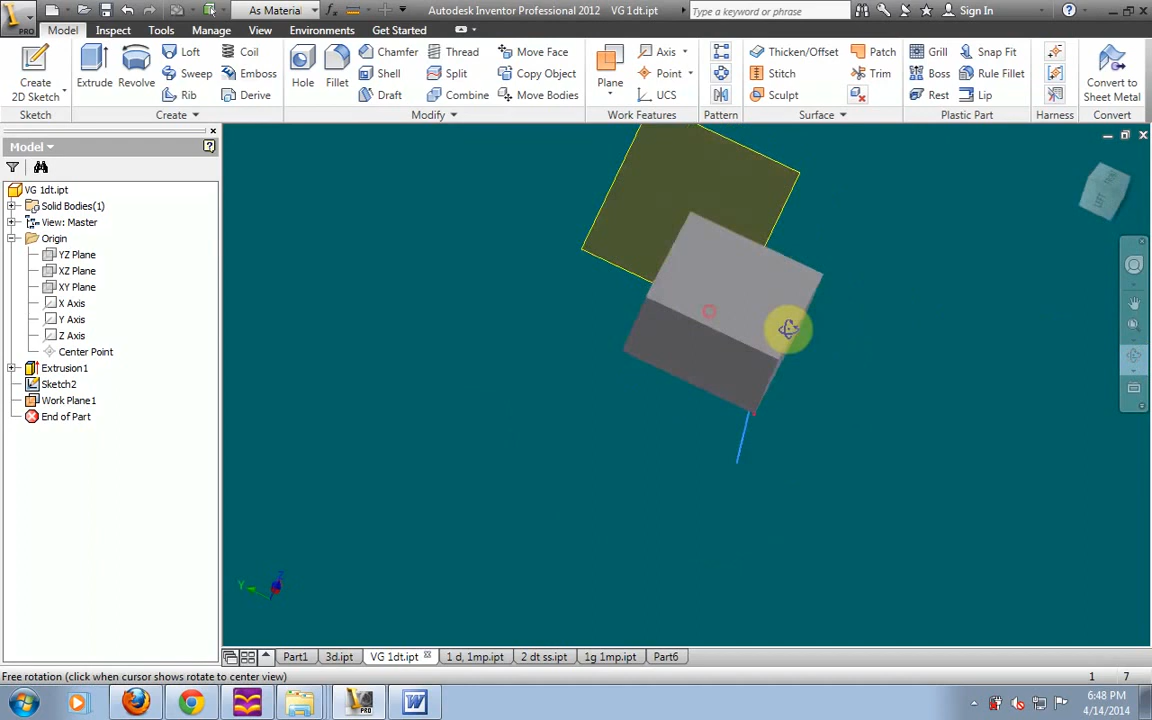 As Material
Autodesk Inventor Professional 2012 VG 1dt.ipt
Type a keyword or phrase
Sign In
PRO
Model Inspect Tools Manage View Environments Get Started
Create
2D Sketch
Sketch
Extrude
Revolve
Loft
Sweep
Rib
Coil
Emboss
Derive
Create
Hole
Fillet
Chamfer
Shell
Draft
Thread
Split
Combine
Move Face
Copy Object
Move Bodies
Modify
Plane
Axis
Point
UCS
Work Features
Pattern
Thicken/Offset
Stitch
Sculpt
Patch
Trim
Surface
Grill
Boss
Rest
Snap Fit
Rule Fillet
Lip
Plastic Part
Harness
Convert to
Sheet Metal
Convert
Model
VG 1dt.ipt
Solid Bodies(1)
View: Master
Origin
YZ Plane
XZ Plane
XY Plane
X Axis
Y Axis
Z Axis
Center Point
Extrusion1
Sketch2
Work Plane1
End of Part
LEFT
Y
Z
Part1 3d.ipt VG 1dt.ipt 1 d, 1mp.ipt 2 dt ss.ipt 1g 1mp.ipt Part6
Free rotation (click when cursor shows rotate to center view)
1 7
PRO
6:48 PM
4/14/2014